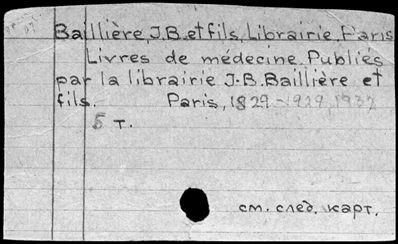 Baillière, J.B. et fils, Librairie, Paris
Livres de médecine. Publiés
par la librairie J.-B. Baillière et
fils. Paris, 1829-1929, 1937
5 т.
см. след. карт.